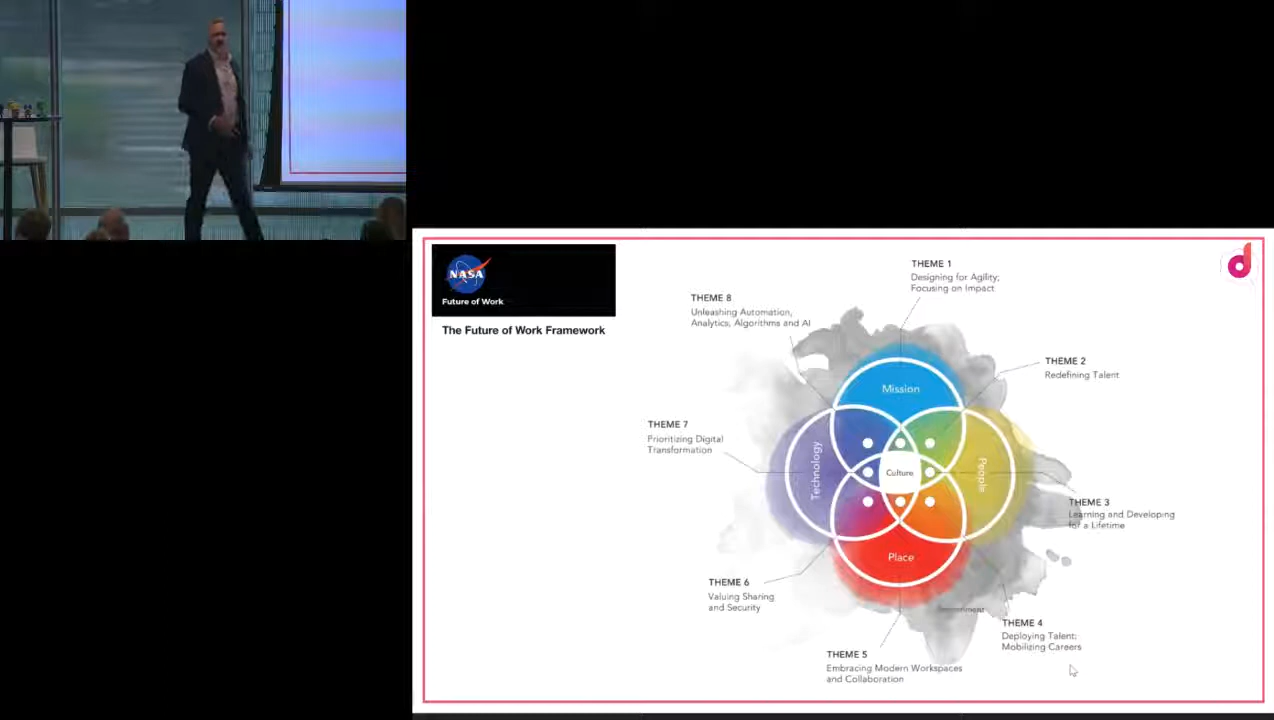 NASA
Future of Work
The Future of Work Framework
THEME 1
Designing for Agility;
Focusing on Impact
THEME 8
Unleashing Automation,
Analytics, Algorithms and AI
THEME 2
Redefining Talent
Mission
THEME 7
Prioritizing Digital
Transformation
Technology
Culture
People
THEME 3
Learning and Developing
for a Lifetime
Place
THEME 6
Valuing Sharing
and Security
THEME 4
Deploying Talent:
Mobilizing Careers
THEME 5
Embracing Modern Workspaces
and Collaboration